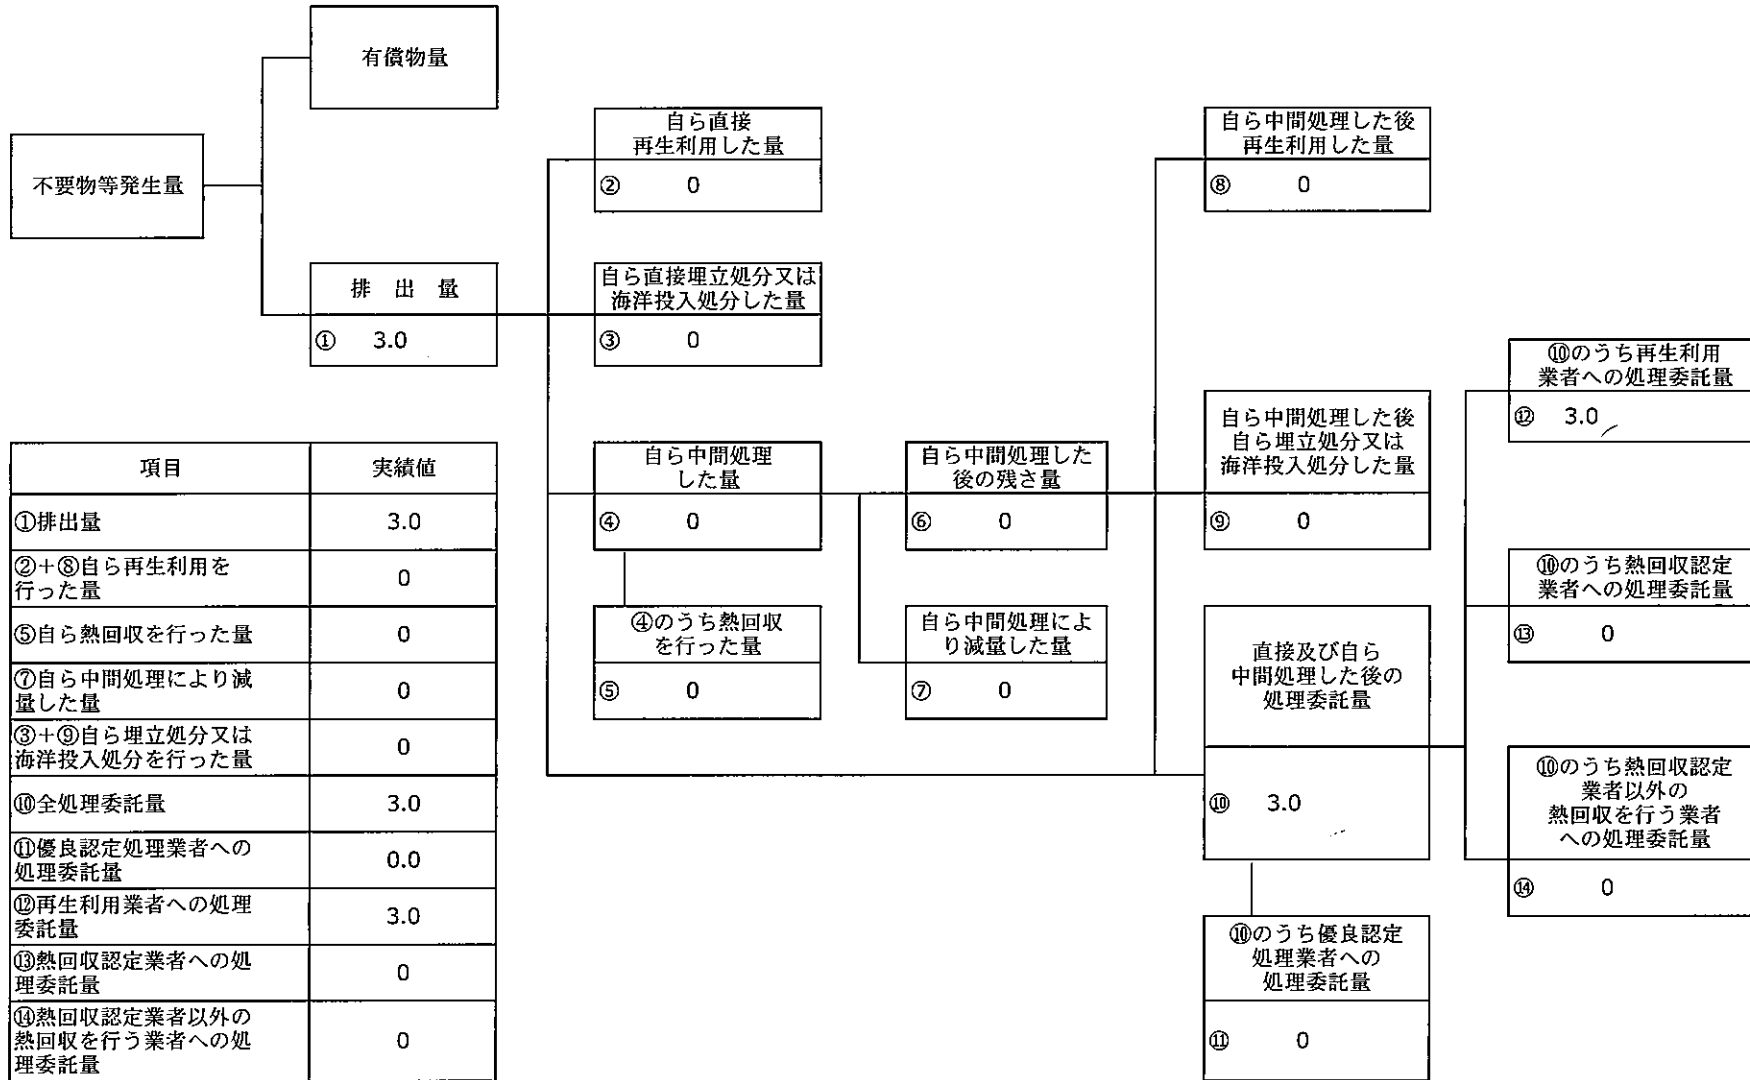 有償物量
不要物等発生量
排 出 量
① 3.0
自ら直接
再生利用した量
② 0
自ら直接埋立処分又は
海洋投入処分した量
③ 0
自ら中間処理
した量
④ 0
④のうち熱回収
を行った量
⑤ 0
自ら中間処理した
後の残さ量
⑥ 0
自ら中間処理によ
り減量した量
⑦ 0
自ら中間処理した後
再生利用した量
⑧ 0
自ら中間処理した後
自ら埋立処分又は
海洋投入処分した量
⑨ 0
直接及び自ら
中間処理した後の
処理委託量
⑩ 3.0
⑩のうち優良認定
処理業者への
処理委託量
⑪ 0
⑩のうち再生利用
業者への処理委託量
⑫ 3.0
⑩のうち熱回収認定
業者への処理委託量
⑬ 0
⑩のうち熱回収認定
業者以外の
熱回収を行う業者
への処理委託量
⑭ 0
項目 実績値
①排出量 3.0
②+⑧自ら再生利用を
行った量 0
⑤自ら熱回収を行った量 0
⑦自ら中間処理により減
量した量 0
③+⑨自ら埋立処分又は
海洋投入処分を行った量 0
⑩全処理委託量 3.0
⑪優良認定処理業者への
処理委託量 0.0
⑫再生利用業者への処理
委託量 3.0
⑬熱回収認定業者への処
理委託量 0
⑭熱回収認定業者以外の
熱回収を行う業者への処
理委託量 0